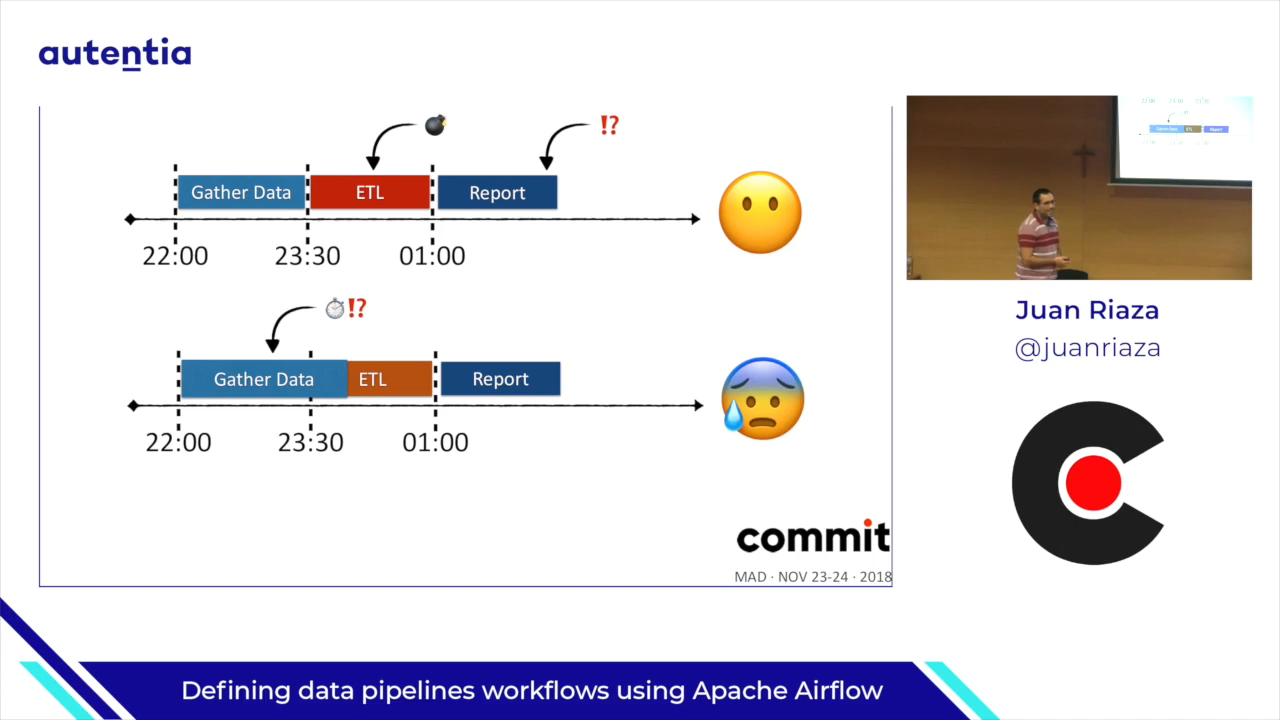 autentia
⁉
Gather Data ETL Report
22:00 23:30 01:00
⁉
Gather Data ETL Report
22:00 23:30 01:00
commit
MAD · NOV 23-24 · 2018
Juan Riaza
@juanriaza
Defining data pipelines workflows using Apache Airflow